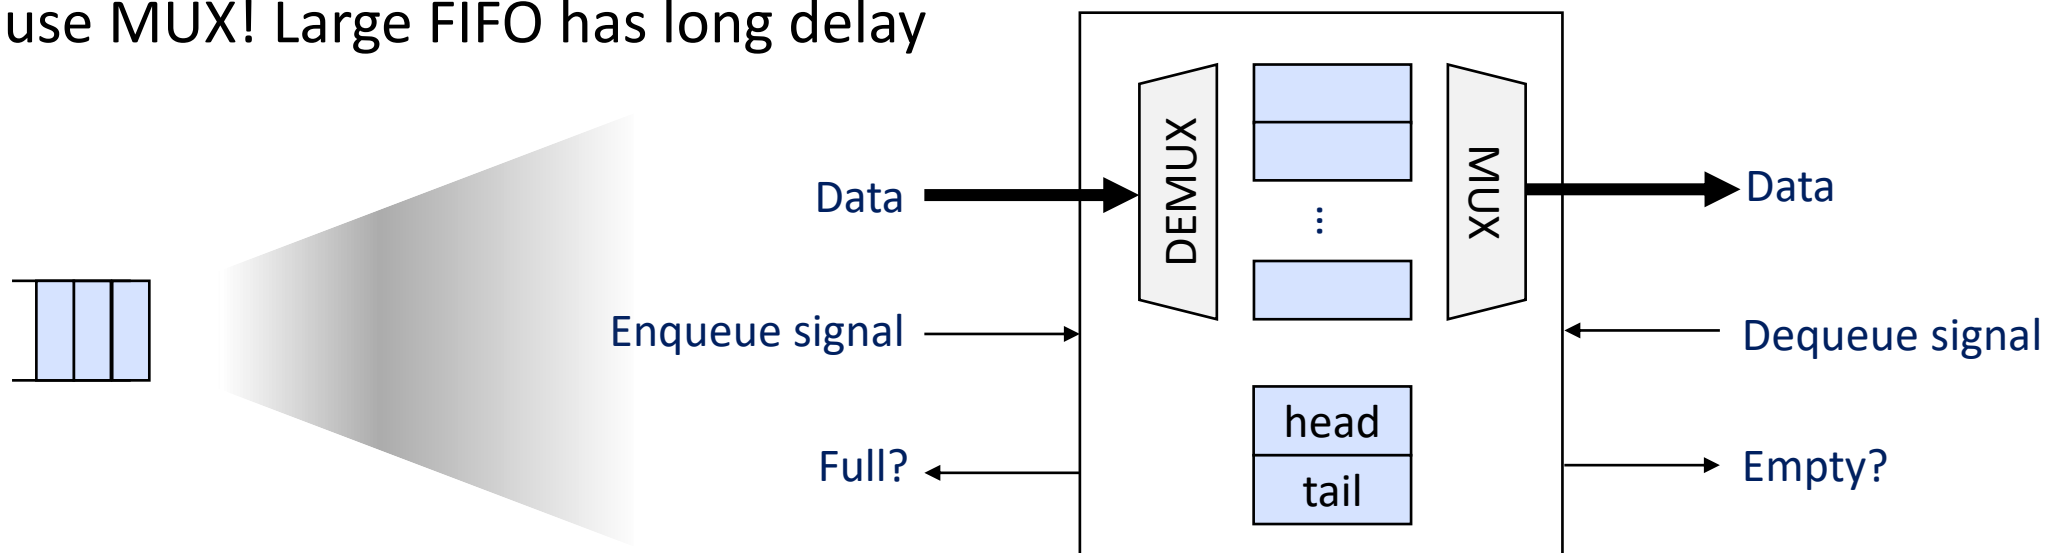 use MUX! Large FIFO has long delay
DEMUX
MUX
Data
Data
...
Enqueue signal
Dequeue signal
head
Full?
Empty?
tail